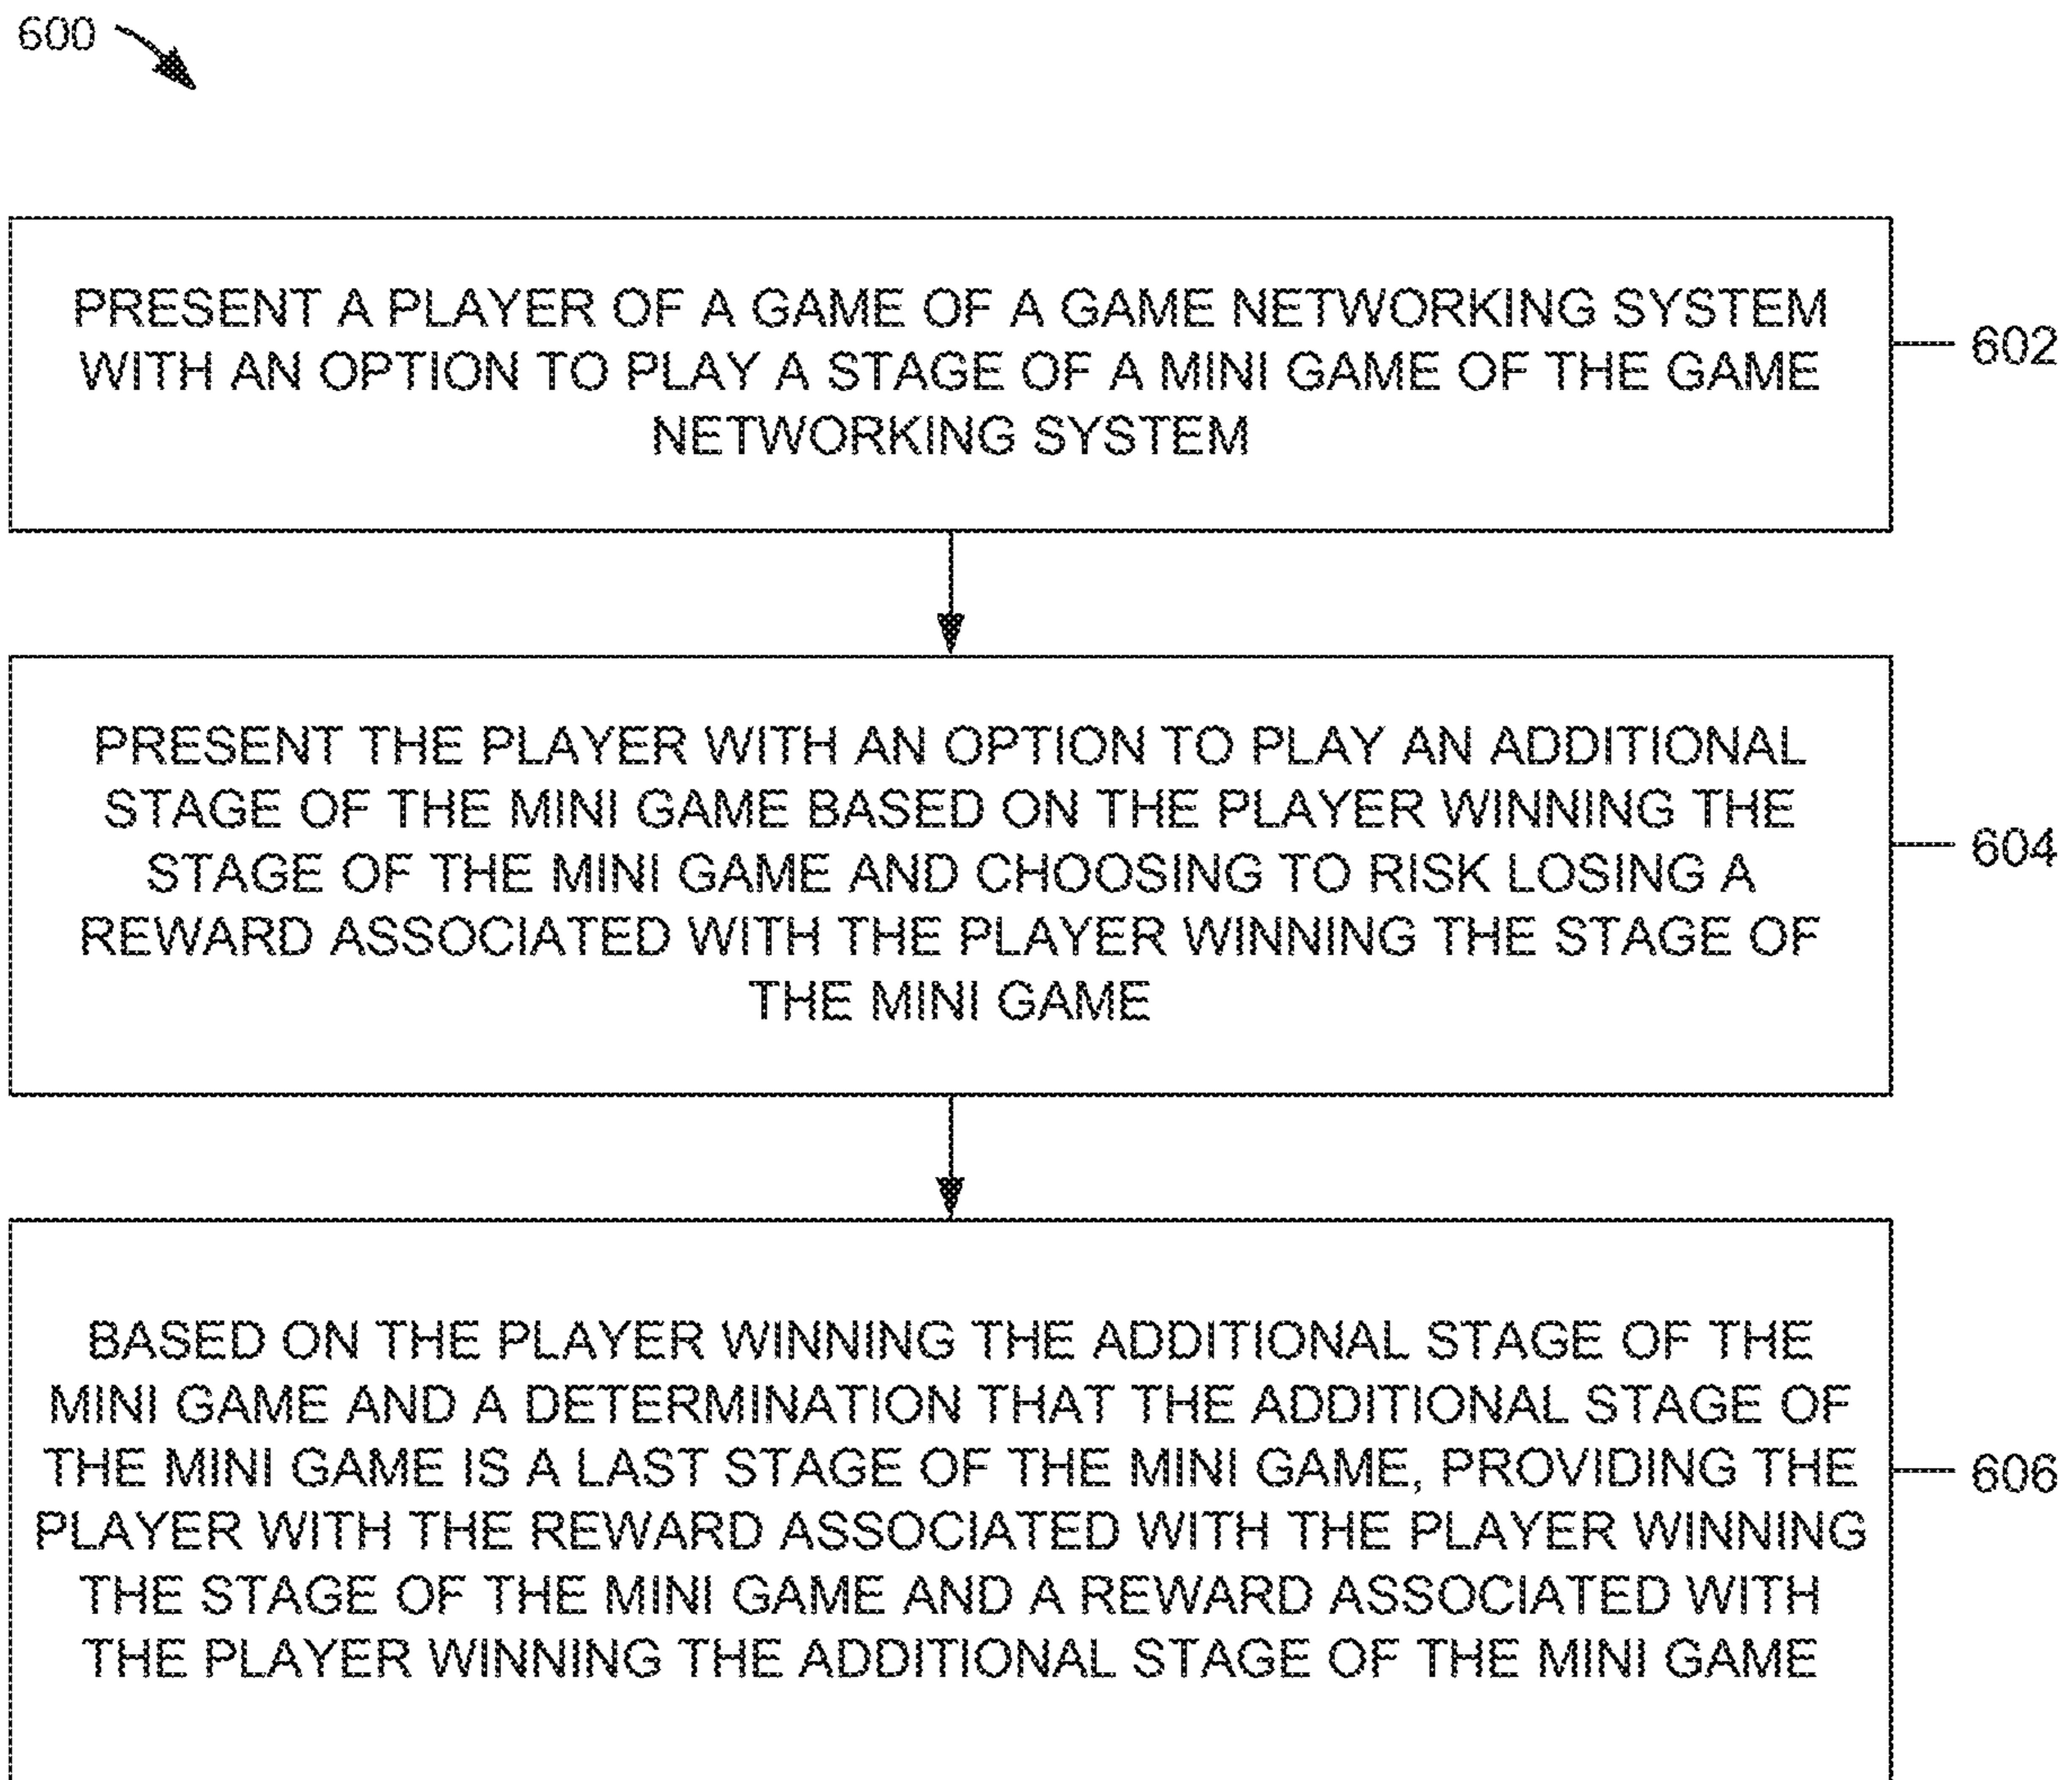 600
PRESENT A PLAYER OF A GAME OF A GAME NETWORKING SYSTEM
WITH AN OPTION TO PLAY A STAGE OF A MINI GAME OF THE GAME
NETWORKING SYSTEM
602
PRESENT THE PLAYER WITH AN OPTION TO PLAY AN ADDITIONAL
STAGE OF THE MINI GAME BASED ON THE PLAYER WINNING THE
STAGE OF THE MINI GAME AND CHOOSING TO RISK LOSING A
REWARD ASSOCIATED WITH THE PLAYER WINNING THE STAGE OF
THE MINI GAME
604
BASED ON THE PLAYER WINNING THE ADDITIONAL STAGE OF THE
MINI GAME AND A DETERMINATION THAT THE ADDITIONAL STAGE OF
THE MINI GAME IS A LAST STAGE OF THE MINI GAME, PROVIDING THE
PLAYER WITH THE REWARD ASSOCIATED WITH THE PLAYER WINNING
THE STAGE OF THE MINI GAME AND A REWARD ASSOCIATED WITH
THE PLAYER WINNING THE ADDITIONAL STAGE OF THE MINI GAME
606